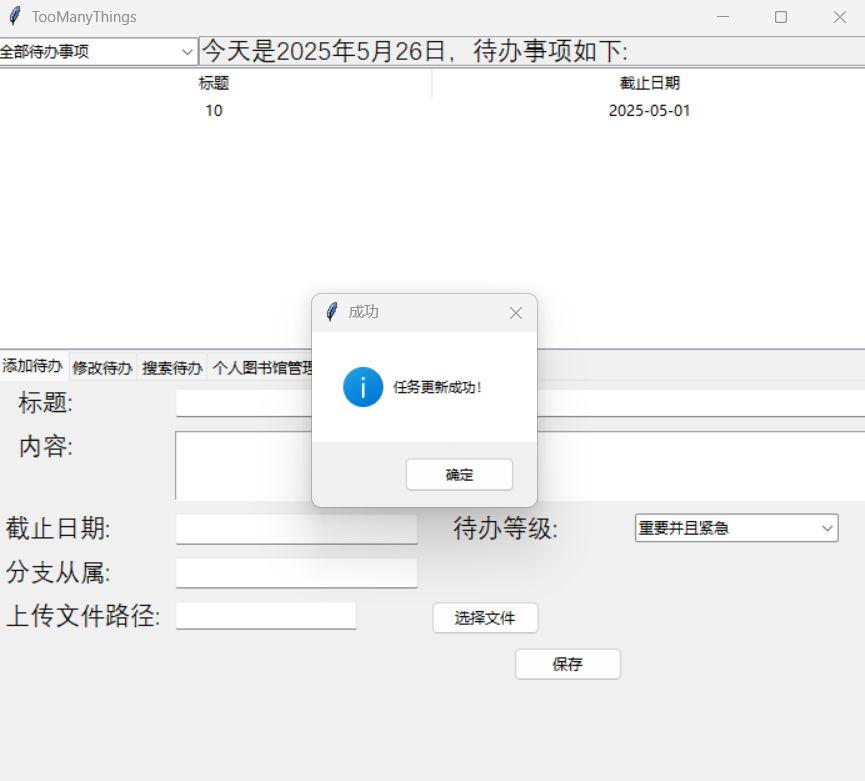 TooManyThings
全部待办事项
今天是2025年5月26日，待办事项如下:
标题 截止日期
10 2025-05-01
成功
任务更新成功!
确定
添加待办 修改待办 搜索待办 个人图书馆管理
标题:
内容:
截止日期: 待办等级: 重要并且紧急
分支从属:
上传文件路径: 选择文件
保存